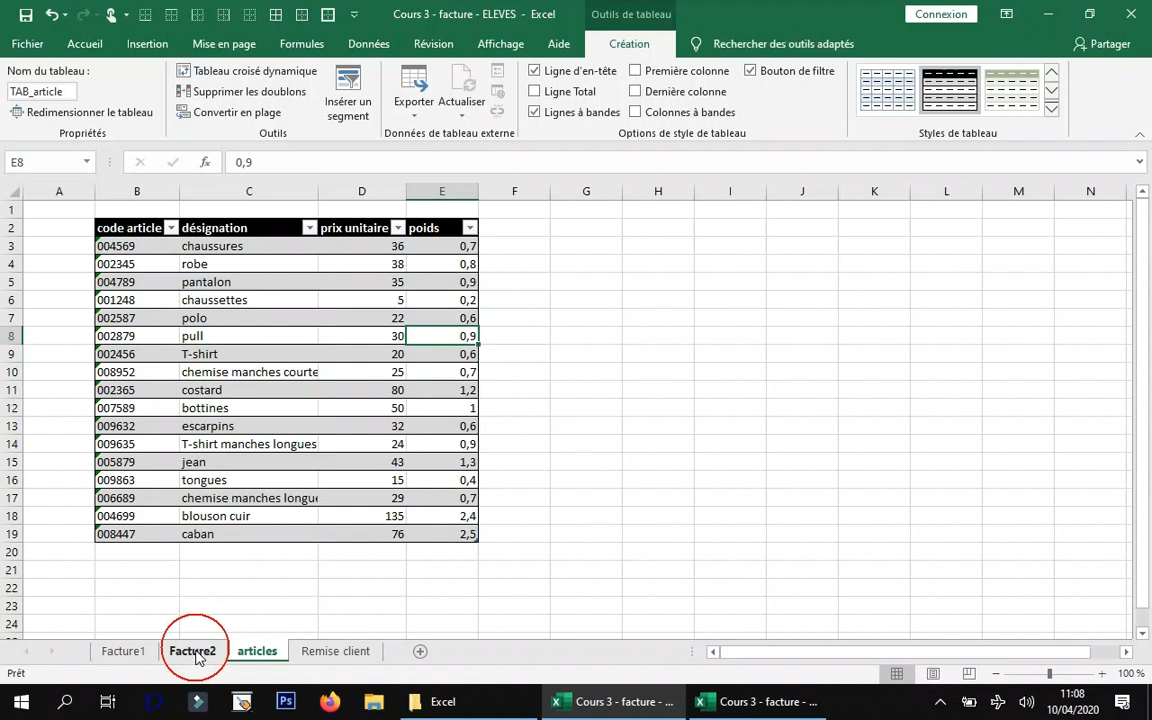 Cours 3 - facture - ELEVES - Excel
Outils de tableau
Connexion
Fichier Accueil Insertion Mise en page Formules Données Révision Affichage Aide Création Rechercher des outils adaptés Partager
Nom du tableau :
TAB_article
Redimensionner le tableau
Propriétés
Tableau croisé dynamique
Supprimer les doublons
Convertir en plage
Insérer un
segment
Outils
Exporter
Actualiser
Données de tableau externe
Ligne d'en-tête
Ligne Total
Lignes à bandes
Première colonne
Dernière colonne
Colonnes à bandes
Bouton de filtre
Options de style de tableau
Styles de tableau
E8 fx 0,9
A B C D E F G H I J K L M N
1
2 code article désignation prix unitaire poids
3 004569 chaussures 36 0,7
4 002345 robe 38 0,8
5 004789 pantalon 35 0,9
6 001248 chaussettes 5 0,2
7 002587 polo 22 0,6
8 002879 pull 30 0,9
9 002456 T-shirt 20 0,6
10 008952 chemise manches courte 25 0,7
11 002365 costard 80 1,2
12 007589 bottines 50 1
13 009632 escarpins 32 0,6
14 009635 T-shirt manches longues 24 0,9
15 005879 jean 43 1,3
16 009863 tongues 15 0,4
17 006689 chemise manches longue 29 0,7
18 004699 blouson cuir 135 2,4
19 008447 caban 76 2,5
20
21
22
23
24
Facture1 Facture2 articles Remise client
Prêt
100 %
Ps
Excel
Cours 3 - facture - ...
Cours 3 - facture - ...
11:08
10/04/2020